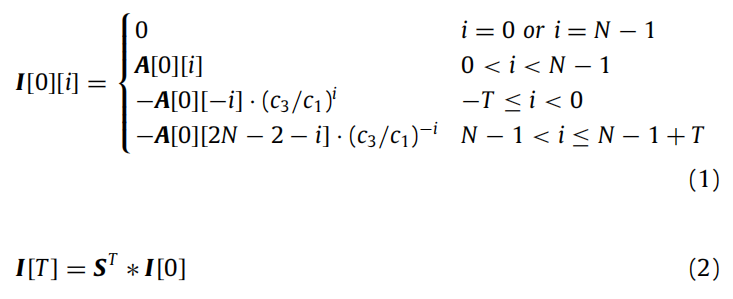 I[0][i] = { 0    i = 0 or i = N − 1
A[0][i]    0 < i < N − 1
−A[0][−i] · (c₃/c₁)ⁱ    −T ≤ i < 0
−A[0][2N − 2 − i] · (c₃/c₁)⁻ⁱ    N − 1 < i ≤ N − 1 + T
(1)
I[T] = Sᵀ ∗ I[0]    (2)